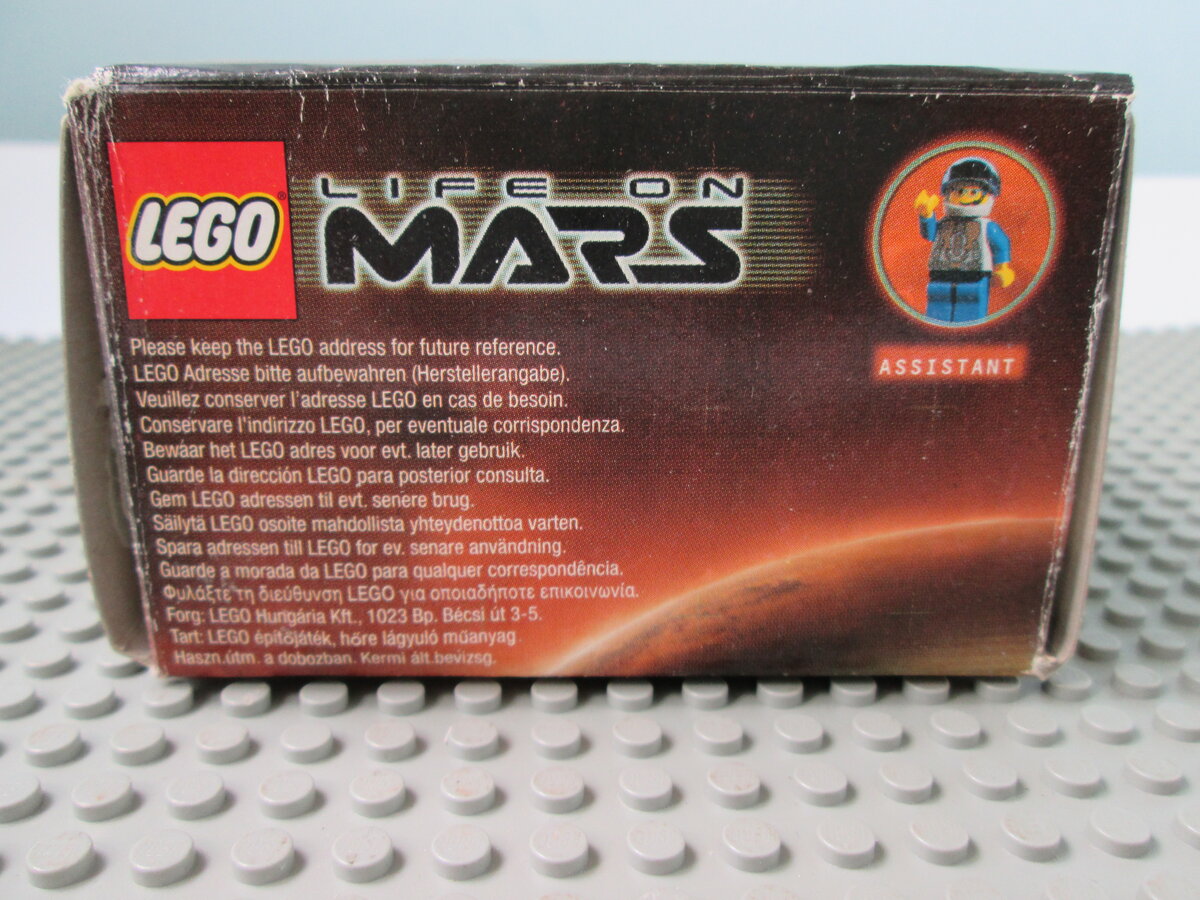 LEGO®
LIFE ON
MARS
ASSISTANT
Please keep the LEGO address for future reference.
LEGO Adresse bitte aufbewahren (Herstellerangabe).
Veuillez conserver l'adresse LEGO en cas de besoin.
Conservare l'indirizzo LEGO, per eventuale corrispondenza.
Bewaar het LEGO adres voor evt. later gebruik.
Guarde la dirección LEGO para posterior consulta.
Gem LEGO adressen til evt. senere brug.
Säilytä LEGO osoite mahdollista yhteydenottoa varten.
Spara adressen till LEGO for ev. senare användning.
Guarde a morada da LEGO para qualquer correspondência.
Φυλάξτε τη διεύθυνση LEGO για οποιαδήποτε επικοινωνία.
Forg: LEGO Hungária Kft., 1023 Bp. Bécsi út 3-5.
Tart: LEGO építőjáték, hőre lágyuló műanyag.
Haszn.útm. a dobozban. Kermi ált.bevizsg.